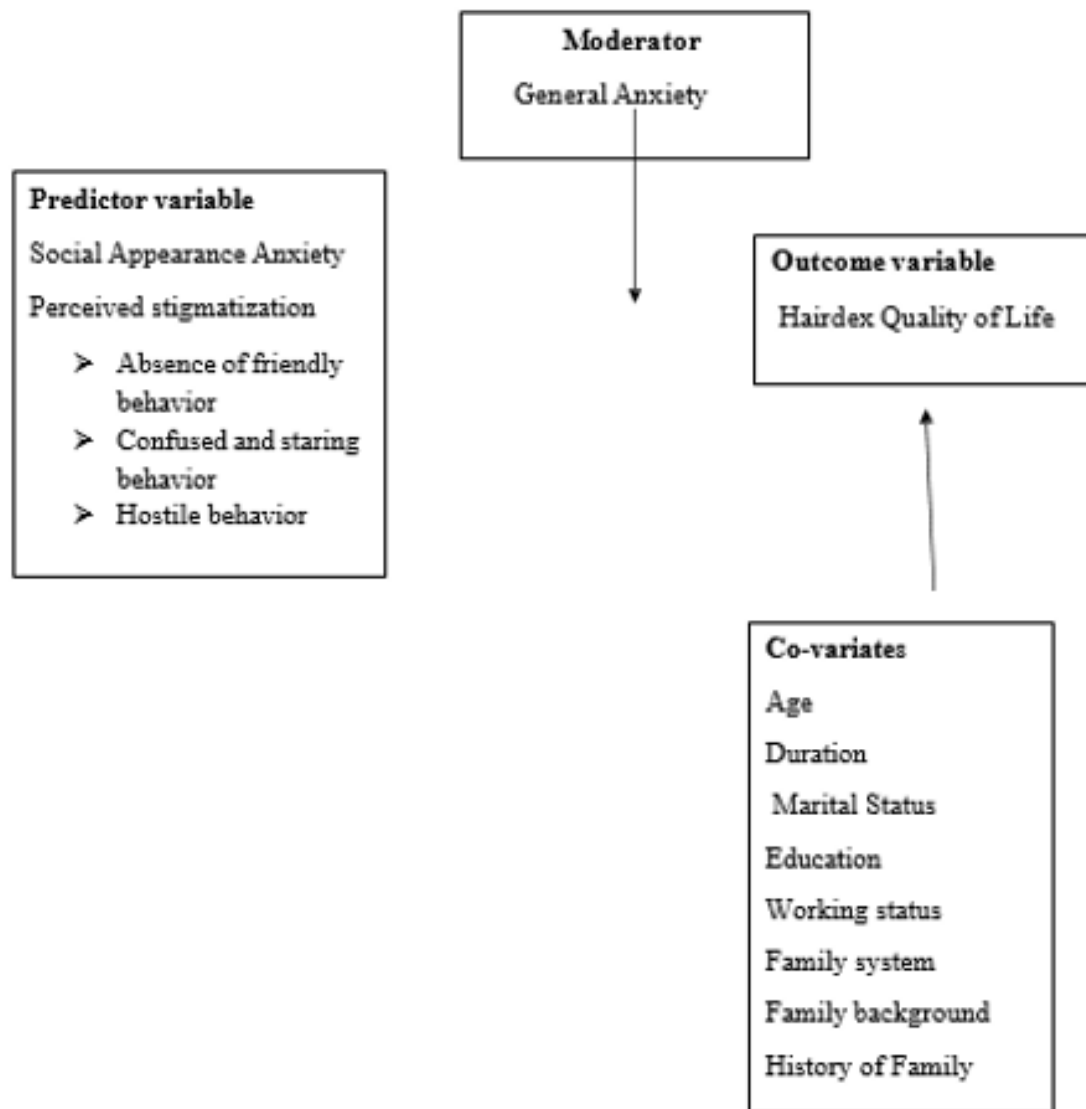 Moderator
General Anxiety
Predictor variable
Social Appearance Anxiety
Perceived stigmatization
➤ Absence of friendly
behavior
➤ Confused and staring
behavior
➤ Hostile behavior
Outcome variable
Hairdex Quality of Life
Co-variates
Age
Duration
Marital Status
Education
Working status
Family system
Family background
History of Family